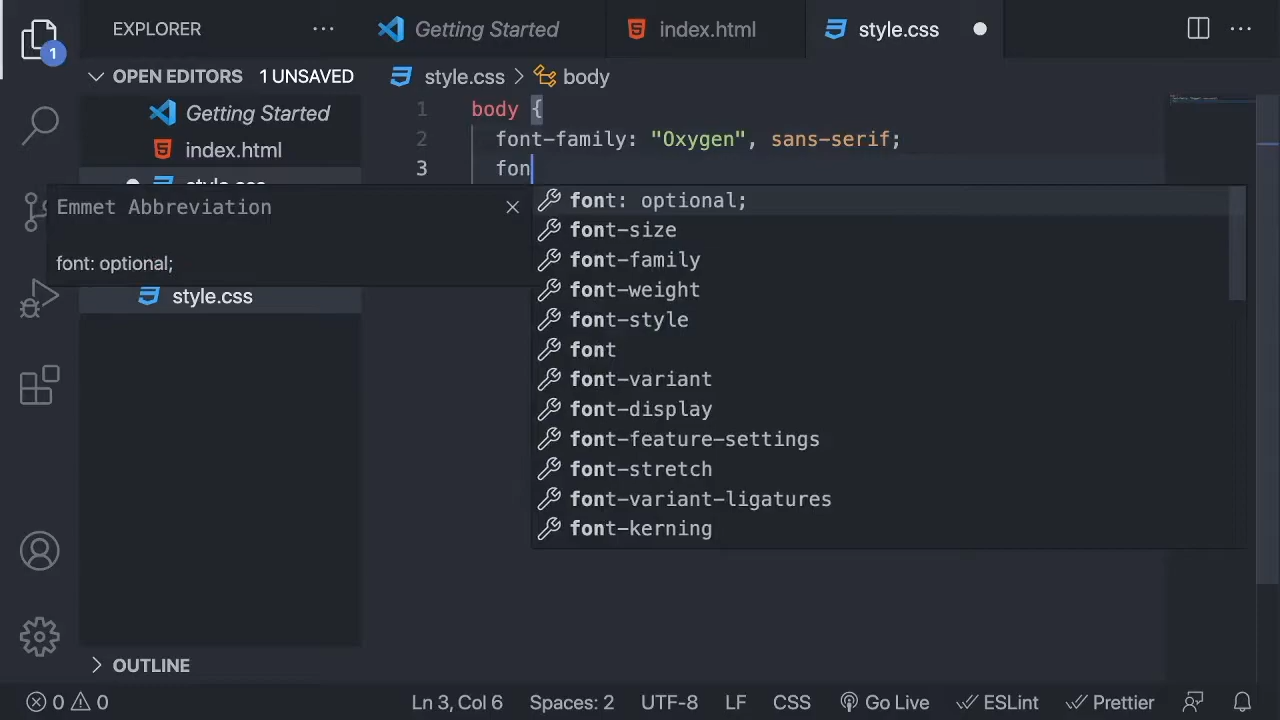 EXPLORER ···
Getting Started
index.html
style.css
···
1
OPEN EDITORS 1 UNSAVED
style.css > body
Getting Started
index.html
style.css
1 body {
2 font-family: "Oxygen", sans-serif;
3 fon
Emmet Abbreviation
font: optional;
style.css
font: optional;
font-size
font-family
font-weight
font-style
font
font-variant
font-display
font-feature-settings
font-stretch
font-variant-ligatures
font-kerning
OUTLINE
0 0 Ln 3, Col 6 Spaces: 2 UTF-8 LF CSS Go Live ESLint Prettier